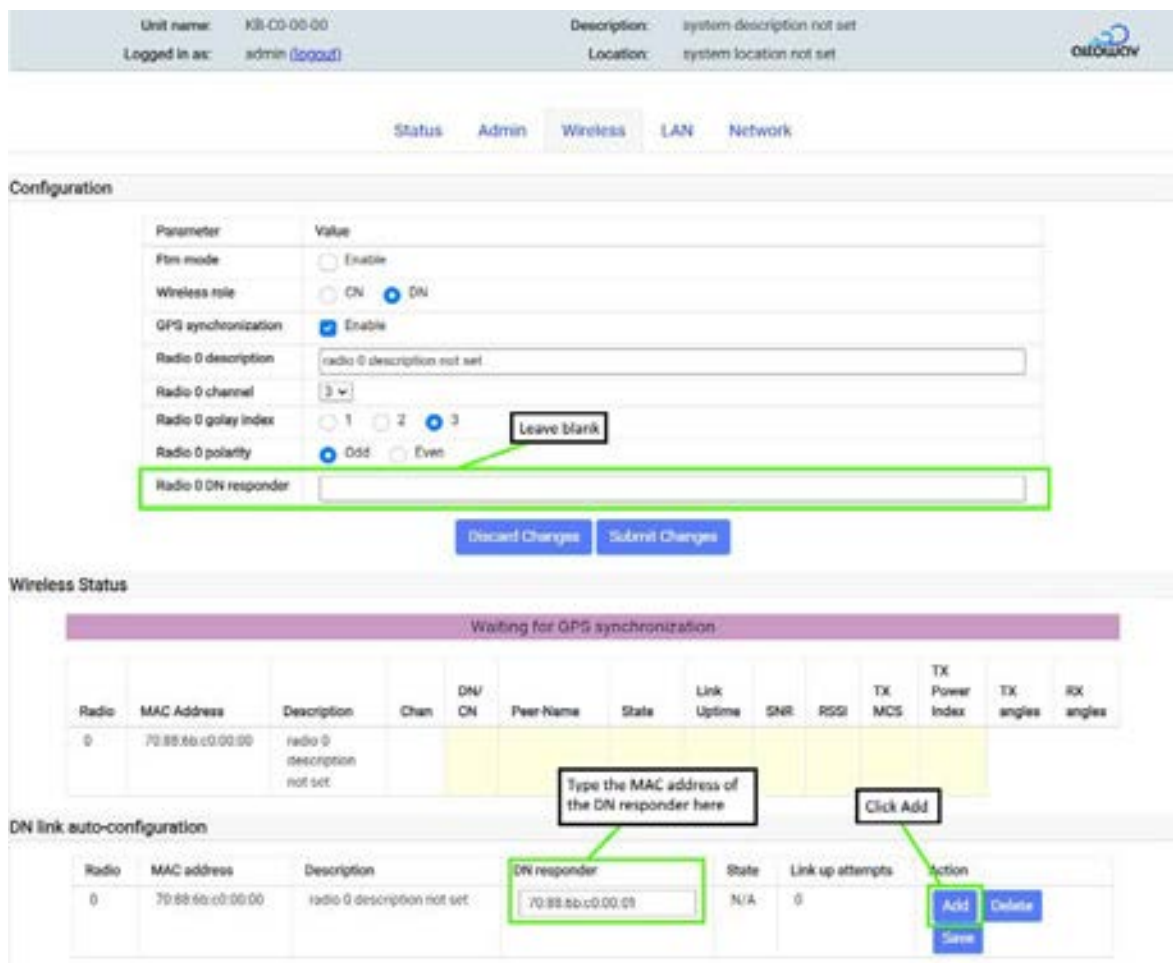 Unit name: KB-C0-00-00 Description: system description not set
Logged in as: admin (logout) Location: system location not set
airoway
Status Admin Wireless LAN Network
Configuration
Parameter Value
Ftm mode Enable
Wireless role CN DN
GPS synchronization Enable
Radio 0 description radio 0 description not set
Radio 0 channel 3
Radio 0 golay index 1 2 3
Leave blank
Radio 0 polarity Odd Even
Radio 0 DN responder
Discard Changes Submit Changes
Wireless Status
Waiting for GPS synchronization
Radio MAC Address Description Chan DN/ CN Peer-Name State Link Uptime SNR RSSI TX MCS TX Power Index TX angles RX angles
0 70:88:6b:c0:00:00 radio 0
description
not set
Type the MAC address of
the DN responder here
Click Add
DN link auto-configuration
Radio MAC address Description DN responder State Link up attempts Action
0 70:88:6b:c0:00:00 radio 0 description not set 70:88:6b:c0:00:01 N/A 0 Add Delete
Save